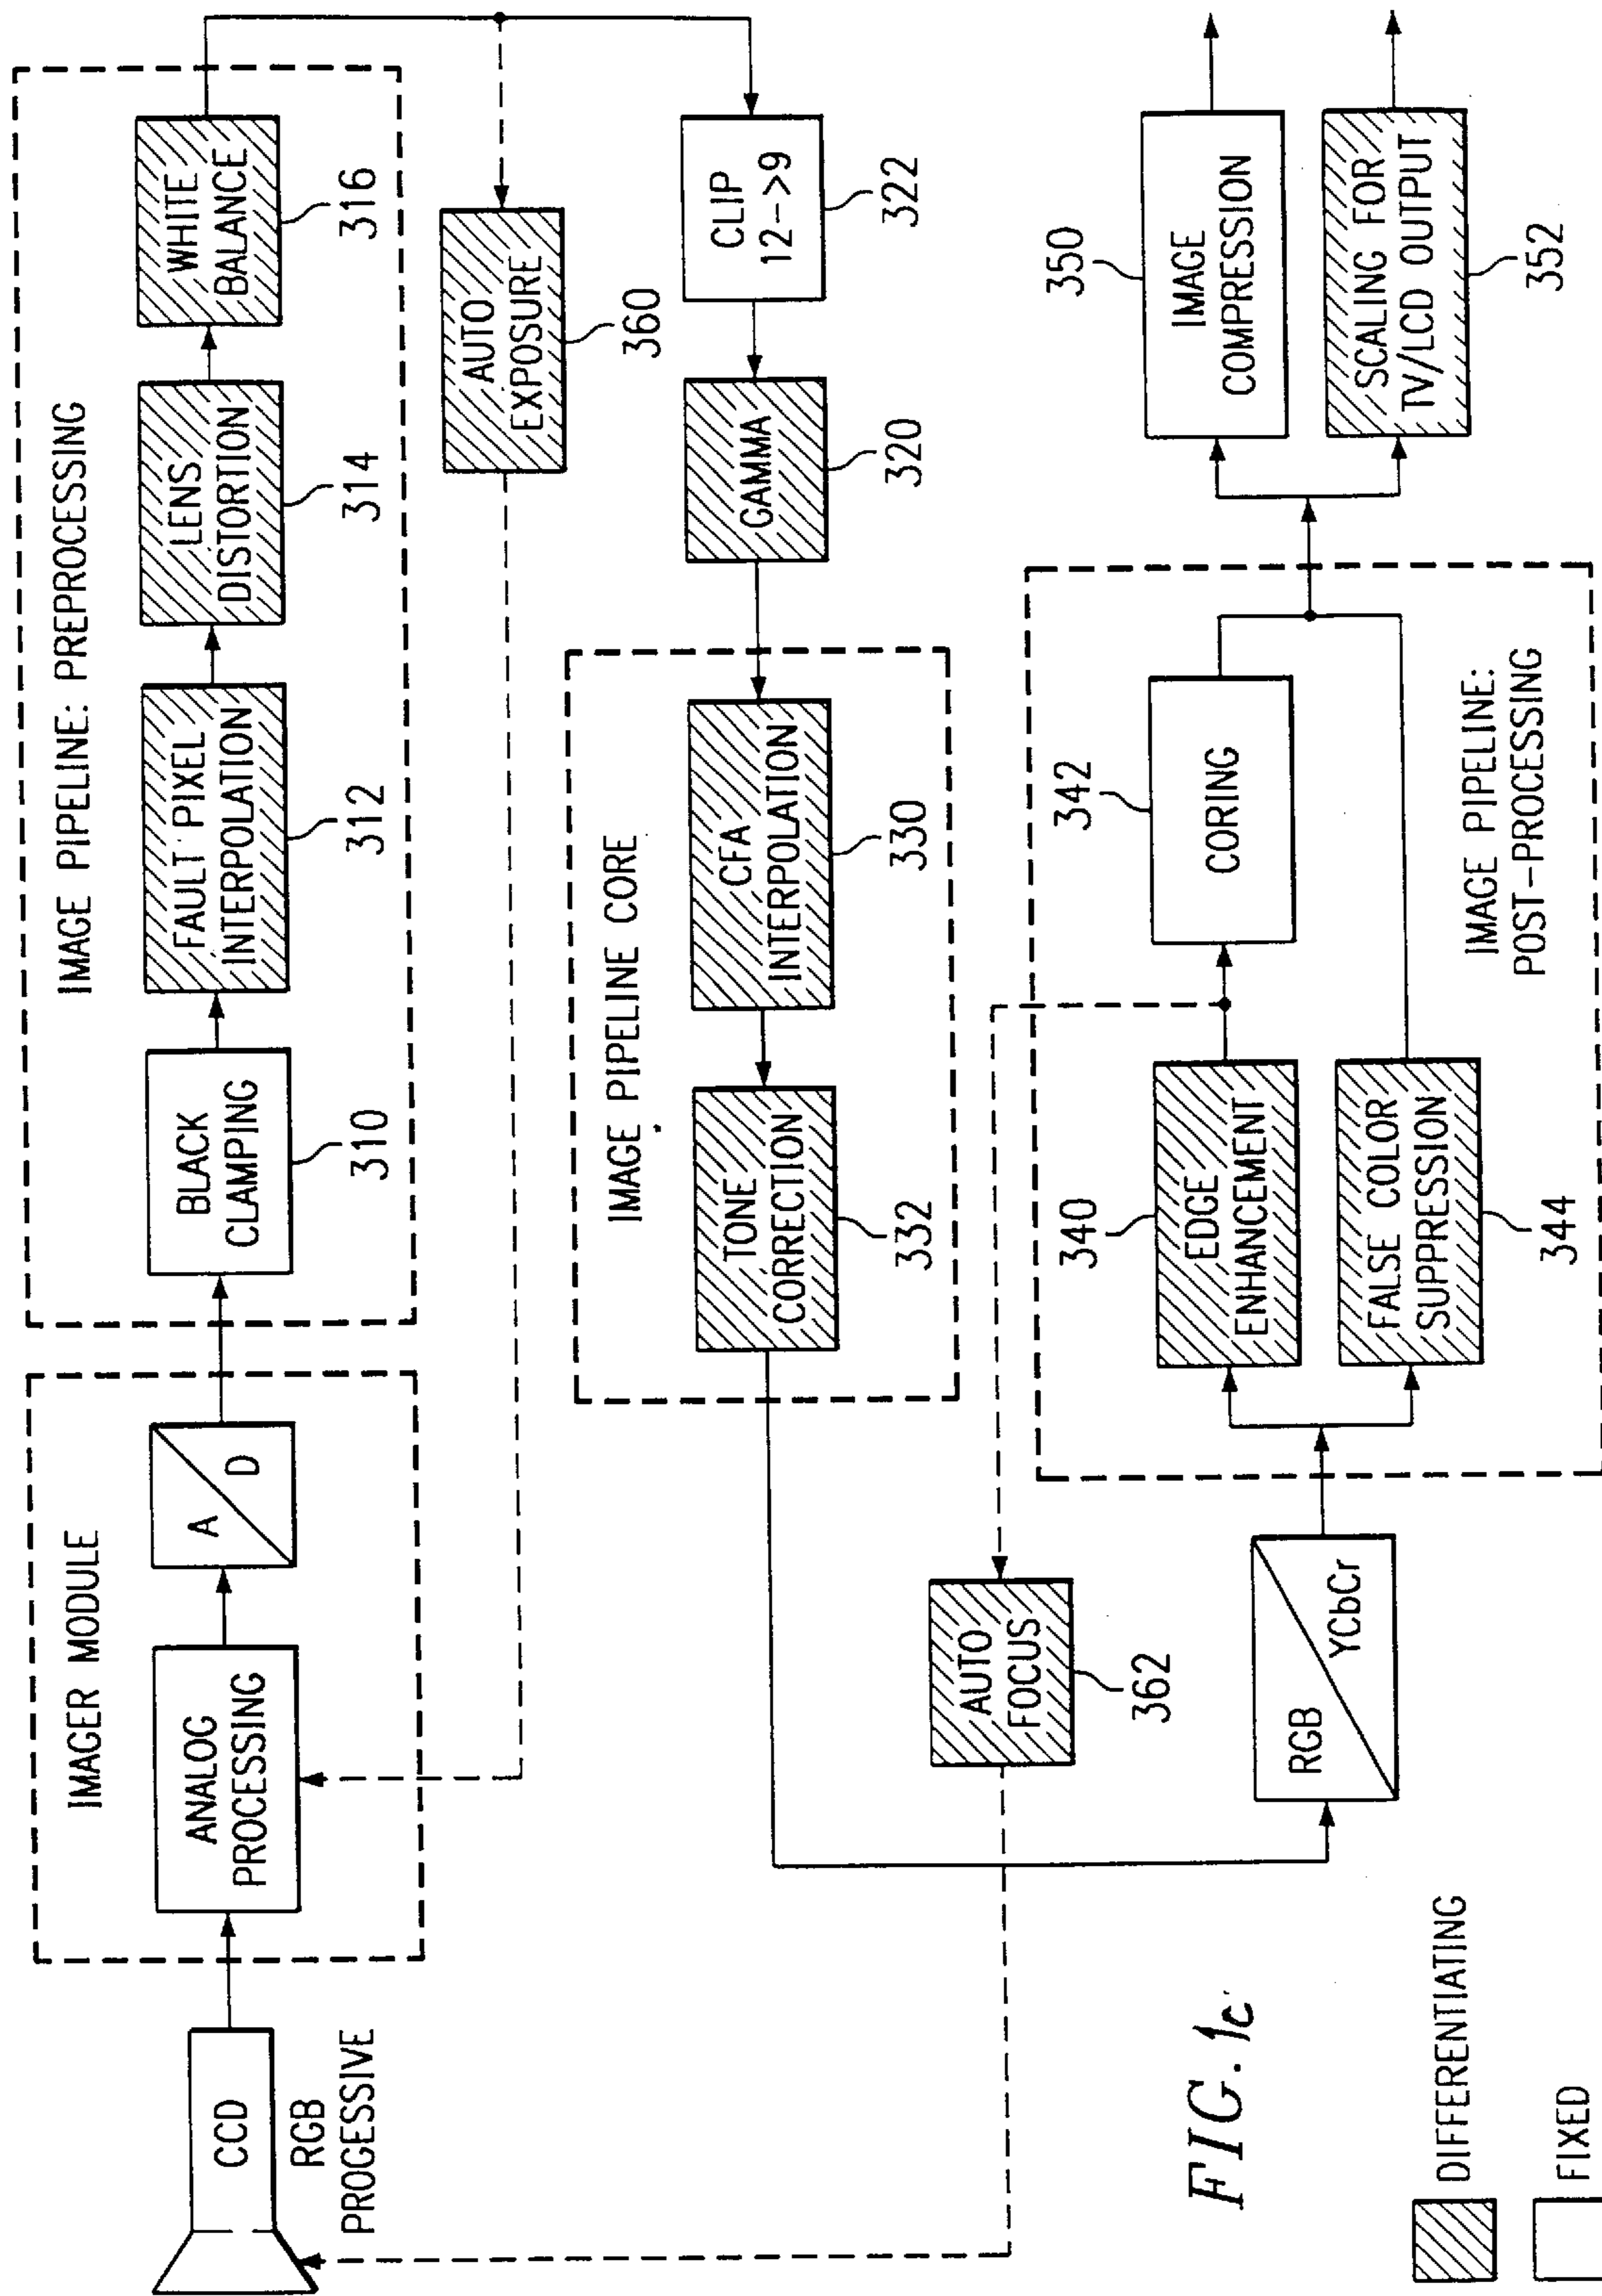 IMAGER MODULE
CCD
RGB
PROGESSIVE
ANALOG
PROCESSING
A
D
IMAGE PIPELINE: PREPROCESSING
BLACK
CLAMPING
310
FAULT PIXEL
INTERPOLATION
312
LENS
DISTORTION
314
WHITE
BALANCE
316
AUTO
EXPOSURE
360
IMAGE PIPELINE CORE
TONE
CORRECTION
332
CFA
INTERPOLATION
330
GAMMA
320
CLIP
12->9
322
AUTO
FOCUS
362
RGB
YCbCr
340
EDGE
ENHANCEMENT
FALSE COLOR
SUPPRESSION
344
342
CORING
IMAGE PIPELINE:
POST-PROCESSING
350
IMAGE
COMPRESSION
SCALING FOR
TV/LCD OUTPUT
352
FIG. 1c
DIFFERENTIATING
FIXED